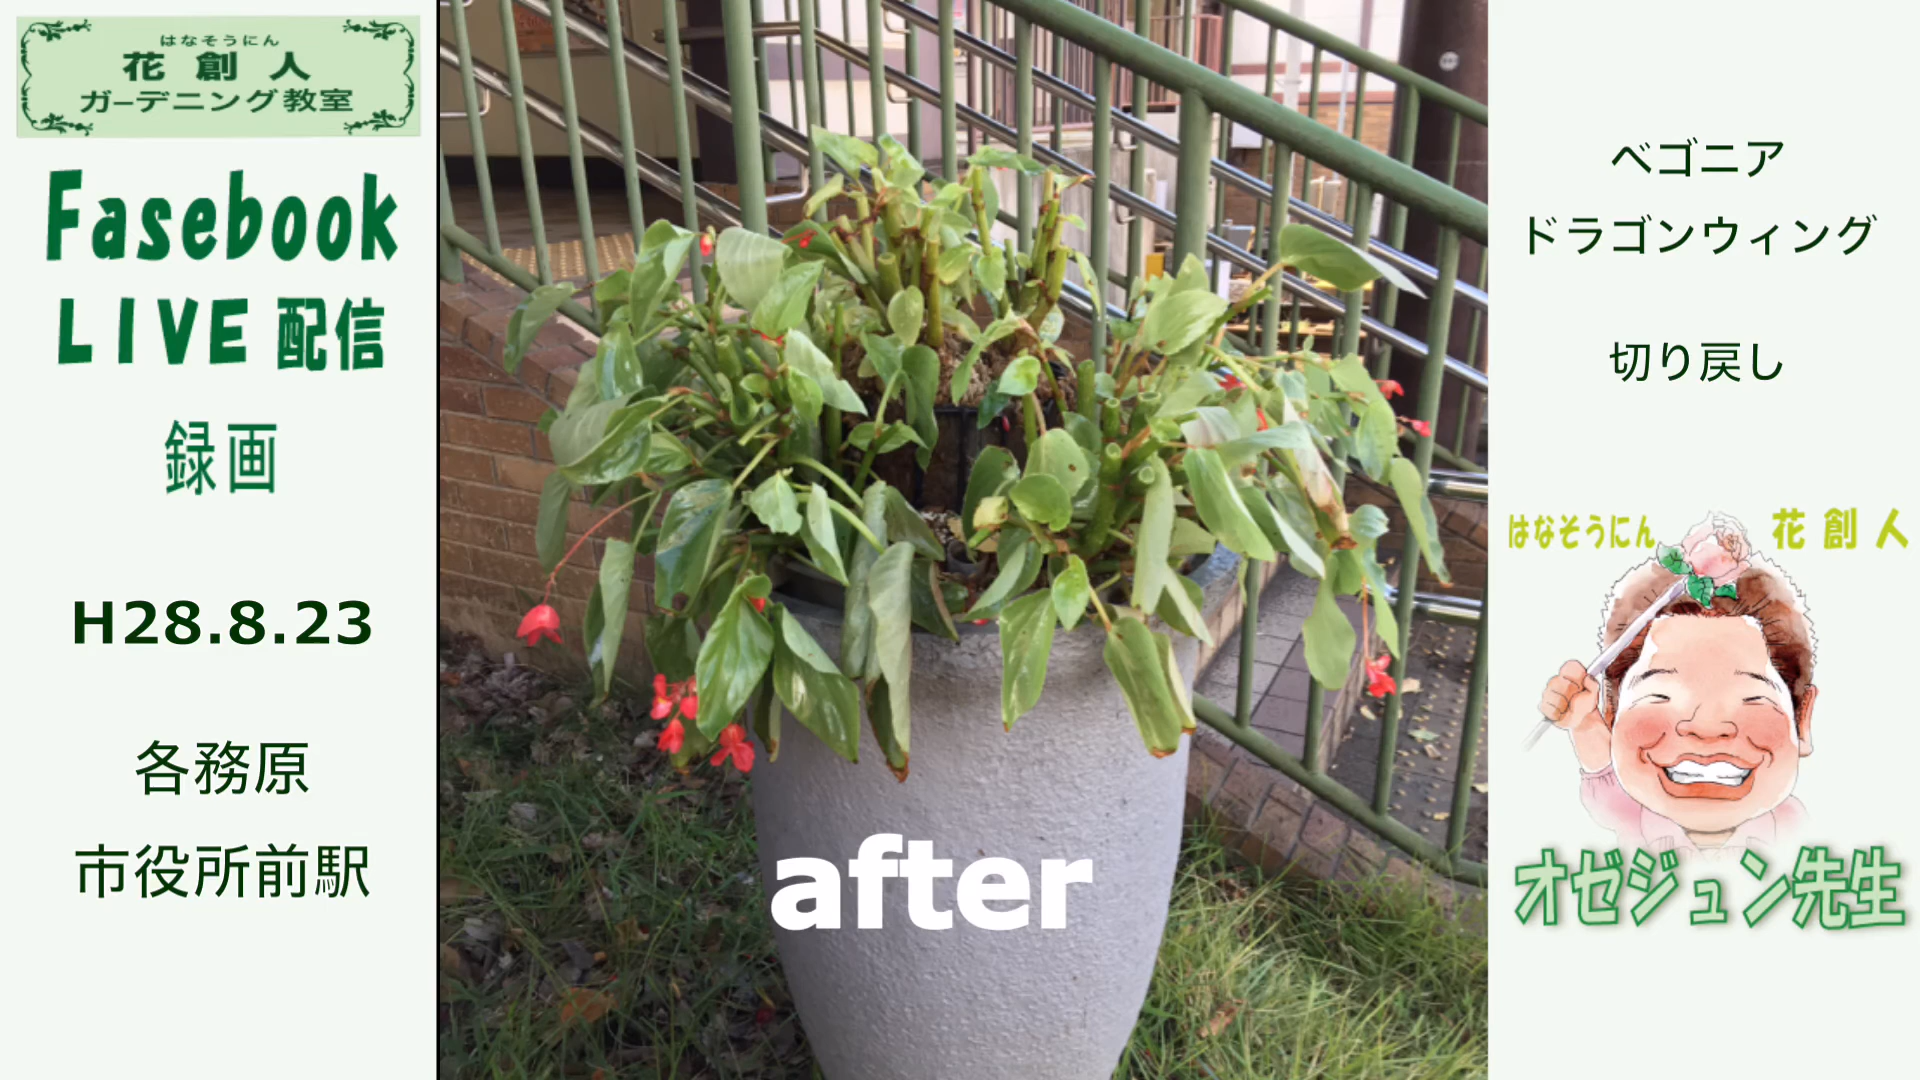 はなそうにん
花創人
ガーデニング教室
Fasebook
LIVE 配信
録画
H28.8.23
各務原
市役所前駅
after
ベゴニア
ドラゴンウィング
切り戻し
はなそうにん 花創人
オゼジュン先生